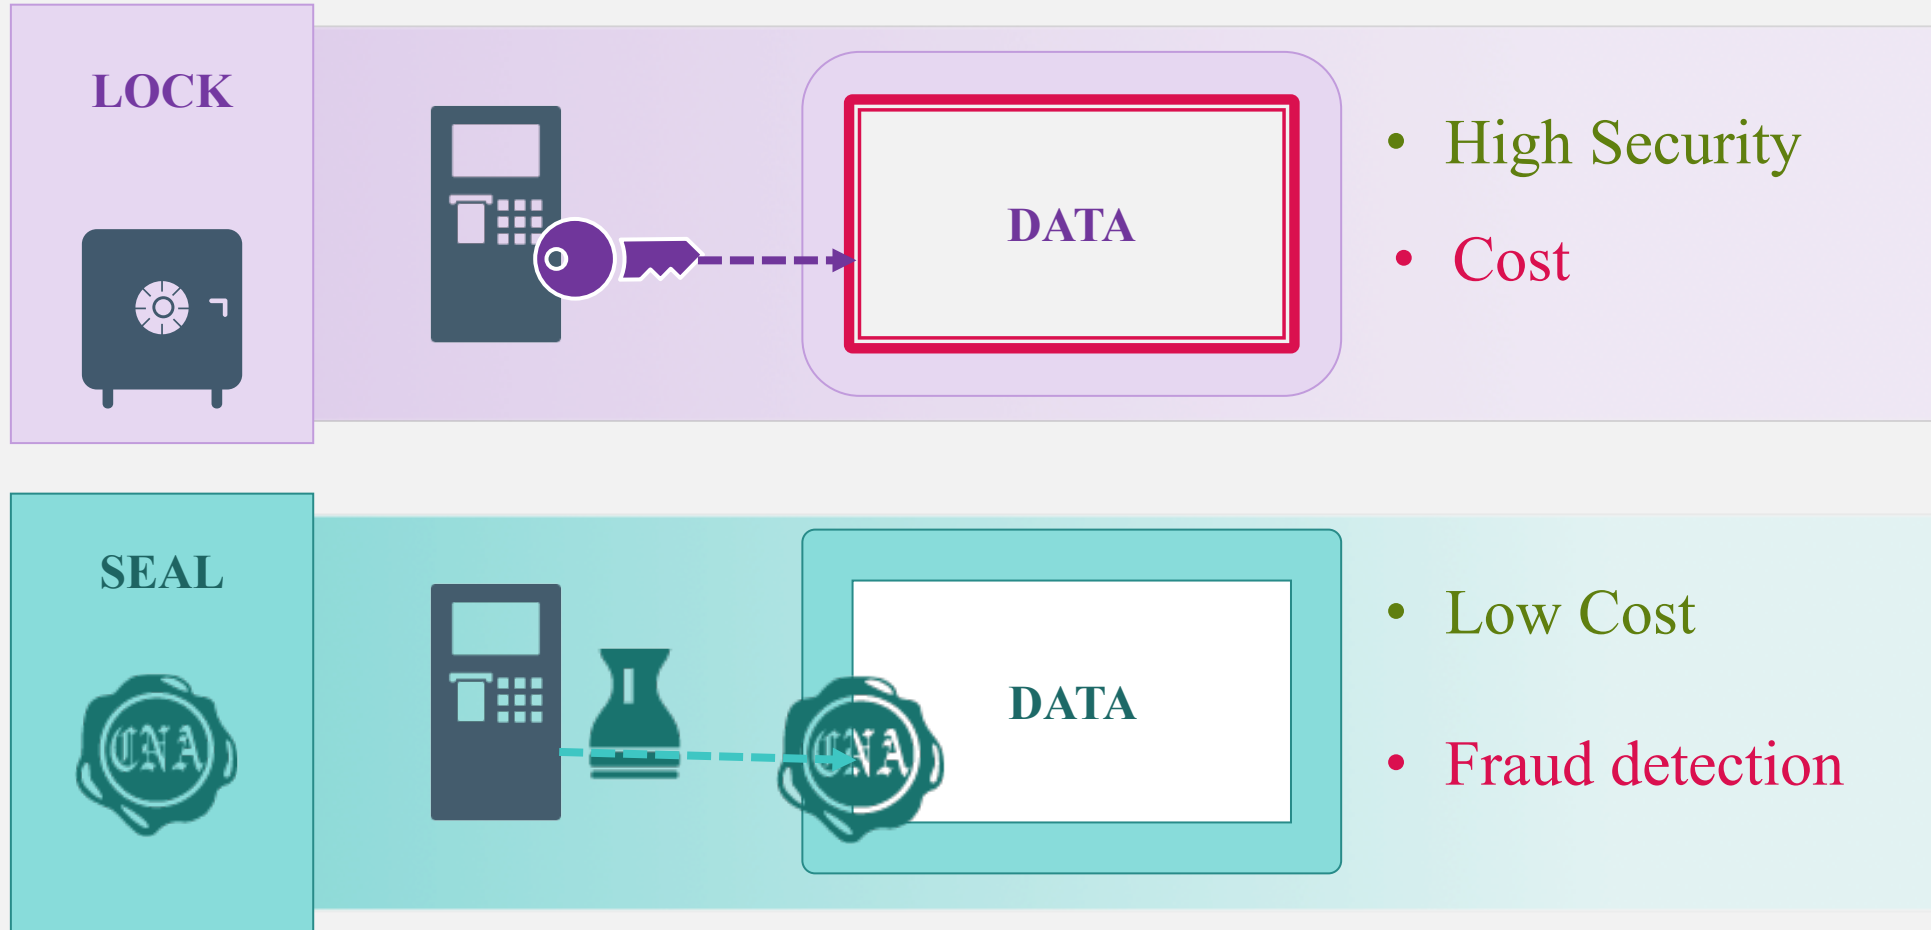 LOCK
DATA
• High Security
• Cost
SEAL
CNA
CNA
DATA
• Low Cost
• Fraud detection